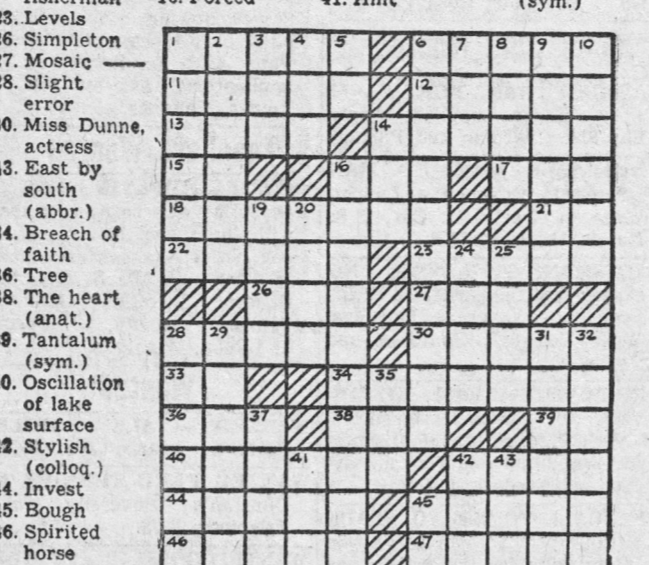 fisherman 16. Forced 41. Hint (sym.)
23. Levels
26. Simpleton
27. Mosaic
28. Slight
error
30. Miss Dunne,
actress
33. East by
south
(abbr.)
34. Breach of
faith
36. Tree
38. The heart
(anat.)
39. Tantalum
(sym.)
40. Oscillation
of lake
surface
42. Stylish
(colloq.)
44. Invest
45. Bough
46. Spirited
horse
1 2 3 4 5 6 7 8 9 10
11 12
13 14
15 16 17
18 19 20 21
22 23 24 25
26 27
28 29 30 31 32
33 34 35
36 37 38 39
40 41 42 43
44 45
46 47